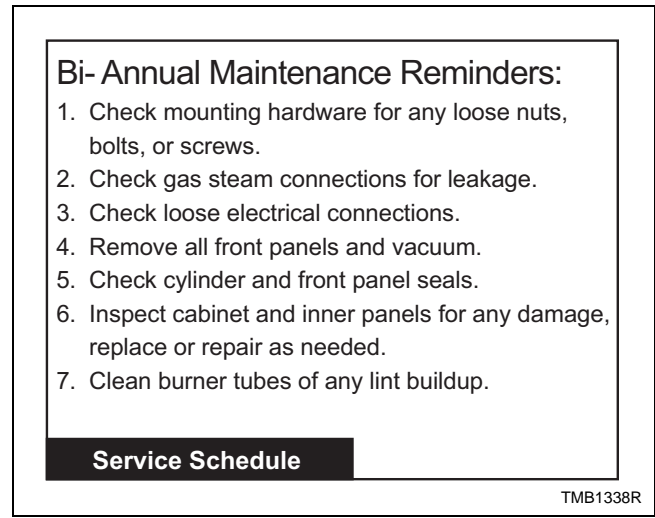 Bi- Annual Maintenance Reminders:
1. Check mounting hardware for any loose nuts,
bolts, or screws.
2. Check gas steam connections for leakage.
3. Check loose electrical connections.
4. Remove all front panels and vacuum.
5. Check cylinder and front panel seals.
6. Inspect cabinet and inner panels for any damage,
replace or repair as needed.
7. Clean burner tubes of any lint buildup.
Service Schedule
TMB1338R